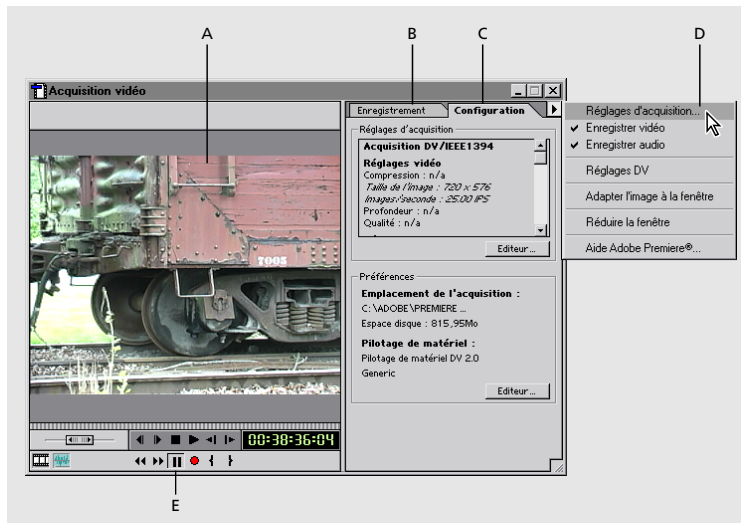 A
B
C
D
Acquisition vidéo
Enregistrement
Configuration
Réglages d'acquisition
Acquisition DV/IEEE1394
Réglages vidéo
Compression : n/a
Taille de l'image : 720 x 576
Images/seconde : 25.00 IPS
Profondeur : n/a
Qualité : n/a
Editeur...
Préférences
Emplacement de l'acquisition :
C:\ADOBE\PREMIERE ...
Espace disque : 815,95Mo
Pilotage de matériel :
Pilotage de matériel DV 2.0
Generic
Editeur...
Réglages d'acquisition...
Enregistrer vidéo
Enregistrer audio
Réglages DV
Adapter l'image à la fenêtre
Réduire la fenêtre
Aide Adobe Premiere®...
7005
00:38:36:04
E